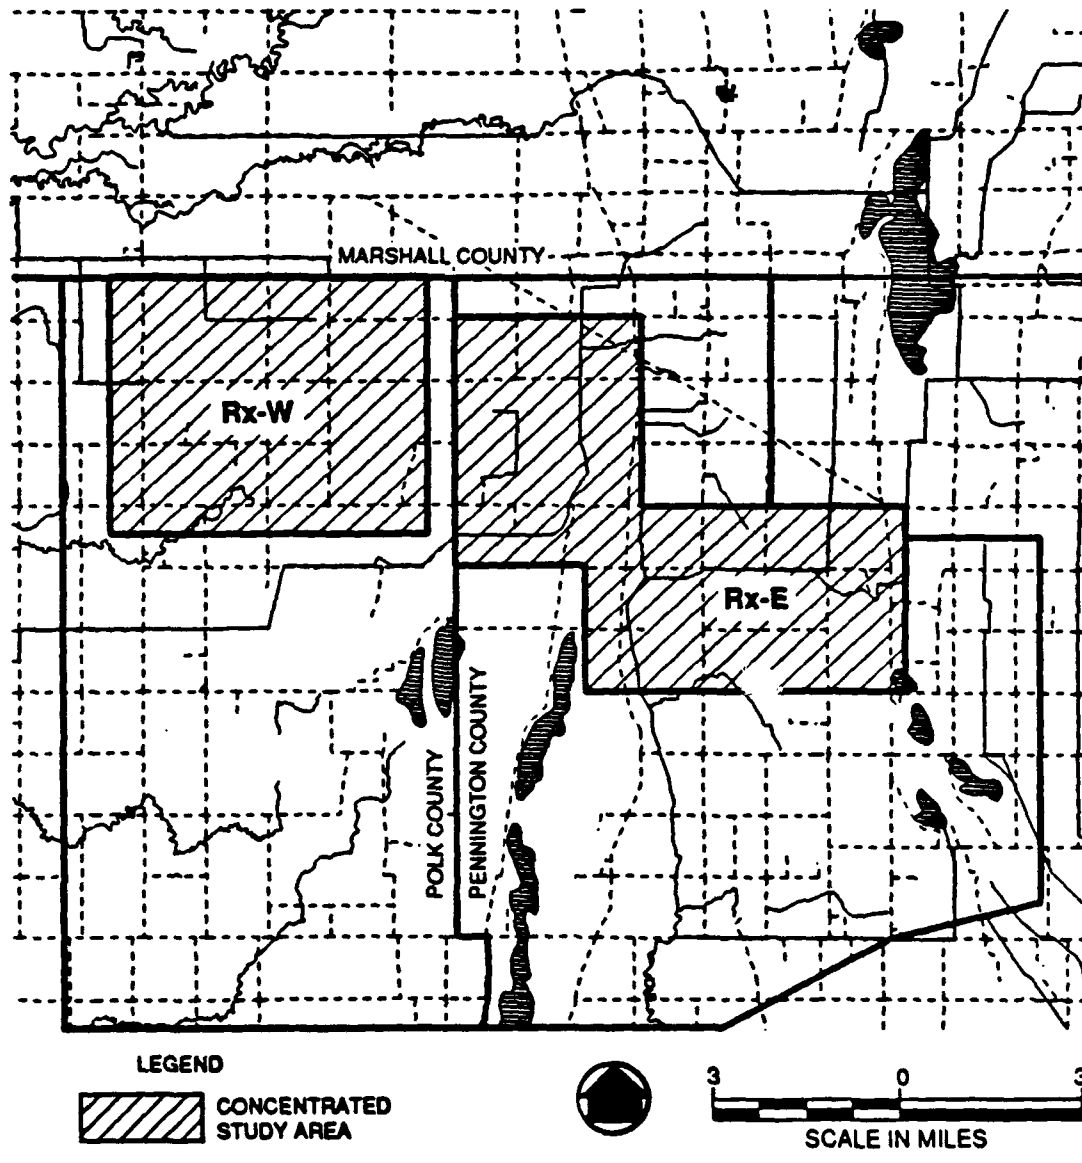 MARSHALL COUNTY
Rx-W
Rx-E
POLK COUNTY
PENNINGTON COUNTY
LEGEND
CONCENTRATED
STUDY AREA
3 0 3
SCALE IN MILES